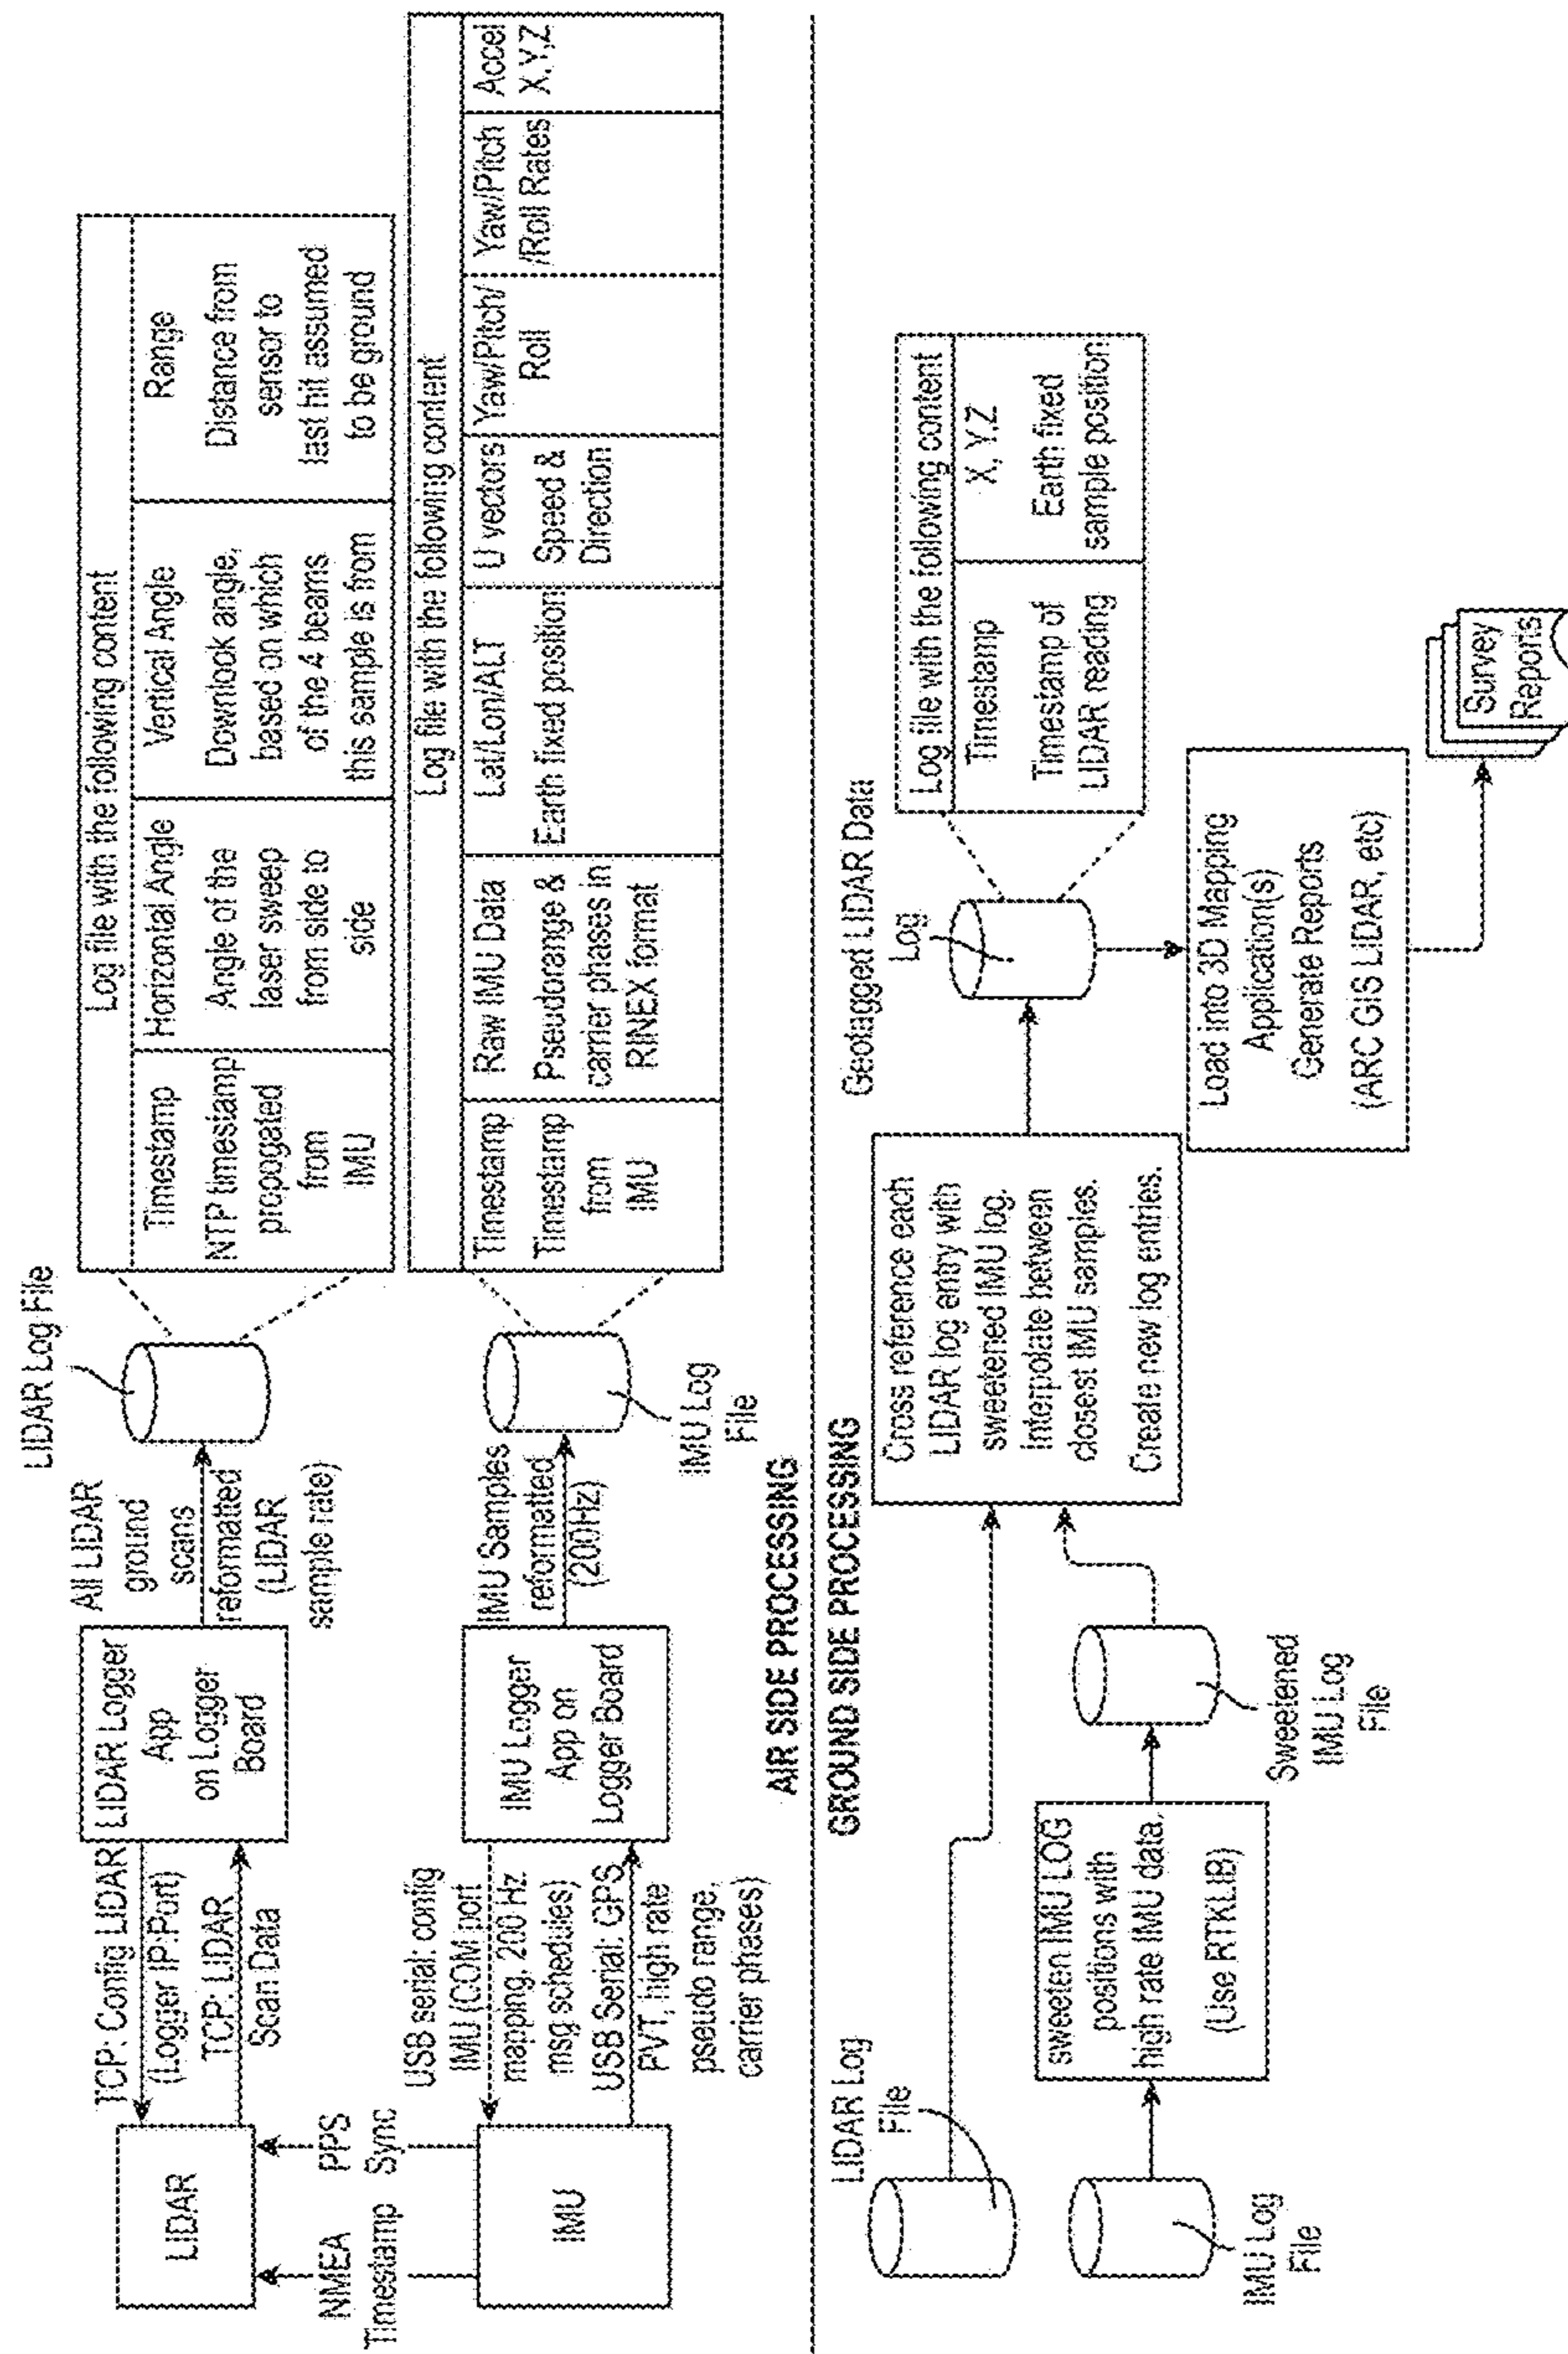 LIDAR
NMEA
Timestamp
PPS
Sync
IMU
TCP: Config LIDAR
(Logger IP:Port)
TCP: LIDAR
Scan Data
USB serial: config
IMU (COM port
mapping, 200 Hz
msg schedules)
USB Serial: GPS
PVT, high rate
pseudo range,
carrier phases)
LIDAR Logger
App
on Logger
Board
IMU Logger
App on
Logger Board
All LIDAR
ground
scans
reformatted
(LIDAR
sample rate)
IMU Samples
reformatted
(200Hz)
LIDAR Log File
IMU Log
File
Log file with the following content
Timestamp
NTP timestamp
propogated
from
IMU
Horizontal Angle
Angle of the
laser sweep
from side to
side
Vertical Angle
Downlook angle,
based on which
of the 4 beams
this sample is from
Range
Distance from
sensor to
last hit assumed
to be ground
Log file with the following content
Timestamp
Timestamp
from
IMU
Raw IMU Data
Pseudorange &
carrier phases in
RINEX format
Lat/Lon/ALT
Earth fixed position
U vectors
Speed &
Direction
Yaw/Pitch/
Roll
Yaw/Pitch
/Roll Rates
Accel
X,Y,Z
AIR SIDE PROCESSING
GROUND SIDE PROCESSING
LIDAR Log
File
IMU Log
File
sweeten IMU LOG
positions with
high rate IMU data.
(Use RTKLIB)
Sweetened
IMU Log
File
Cross reference each
LIDAR log entry with
sweetened IMU log.
Interpolate between
closest IMU samples.
Create new log entries.
Geotagged LIDAR Data
Log
Log file with the following content
Timestamp
Timestamp of
LIDAR reading
X, Y,Z
Earth fixed
sample position
Load into 3D Mapping
Application(s)
Generate Reports
(ARC GIS LIDAR, etc)
Survey
Reports